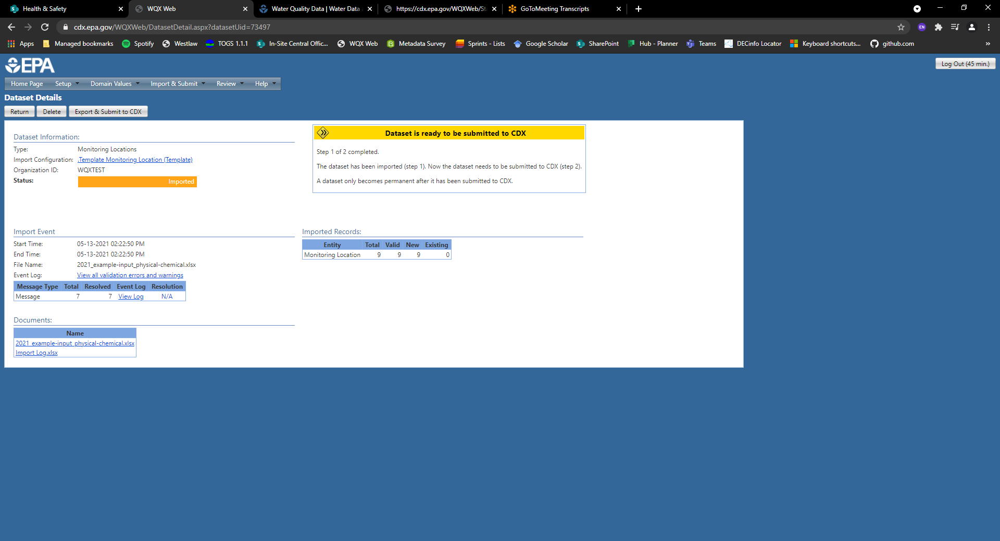 Health & Safety
WQX Web
Water Quality Data | Water Data
https://cdx.epa.gov/WQXWeb/St
GoToMeeting Transcripts
cdx.epa.gov/WQXWeb/DatasetDetail.aspx?datasetUid=73497
EN
Apps
Managed bookmarks
Spotify
Westlaw
TOGS 1.1.1
In-Site Central Offic...
WQX Web
Metadata Survey
Sprints - Lists
Google Scholar
SharePoint
Hub - Planner
Teams
DECinfo Locator
Keyboard shortcuts...
github.com
»
EPA
Log Out (45 min.)
Home Page Setup Domain Values Import & Submit Review Help
Dataset Details
Return Delete Export & Submit to CDX
Dataset Information:
Type: Monitoring Locations
Import Configuration: .Template Monitoring Location (Template)
Organization ID: WQXTEST
Status: Imported
Dataset is ready to be submitted to CDX
Step 1 of 2 completed.
The dataset has been imported (step 1). Now the dataset needs to be submitted to CDX (step 2).
A dataset only becomes permanent after it has been submitted to CDX.
Import Event
Start Time: 05-13-2021 02:22:50 PM
End Time: 05-13-2021 02:22:50 PM
File Name: 2021_example-input_physical-chemical.xlsx
Event Log: View all validation errors and warnings
Message Type Total Resolved Event Log Resolution
Message 7 7 View Log N/A
Imported Records:
Entity Total Valid New Existing
Monitoring Location 9 9 9 0
Documents:
Name
2021_example-input_physical-chemical.xlsx
Import Log.xlsx